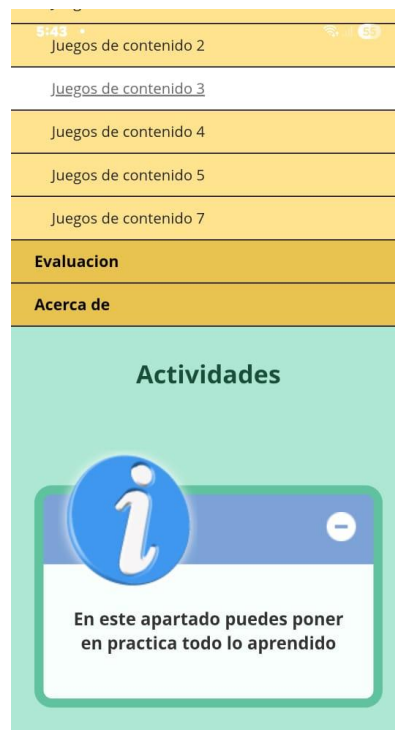 5:43
59
Juegos de contenido 2
Juegos de contenido 3
Juegos de contenido 4
Juegos de contenido 5
Juegos de contenido 7
Evaluacion
Acerca de
Actividades
i
En este apartado puedes poner
en practica todo lo aprendido